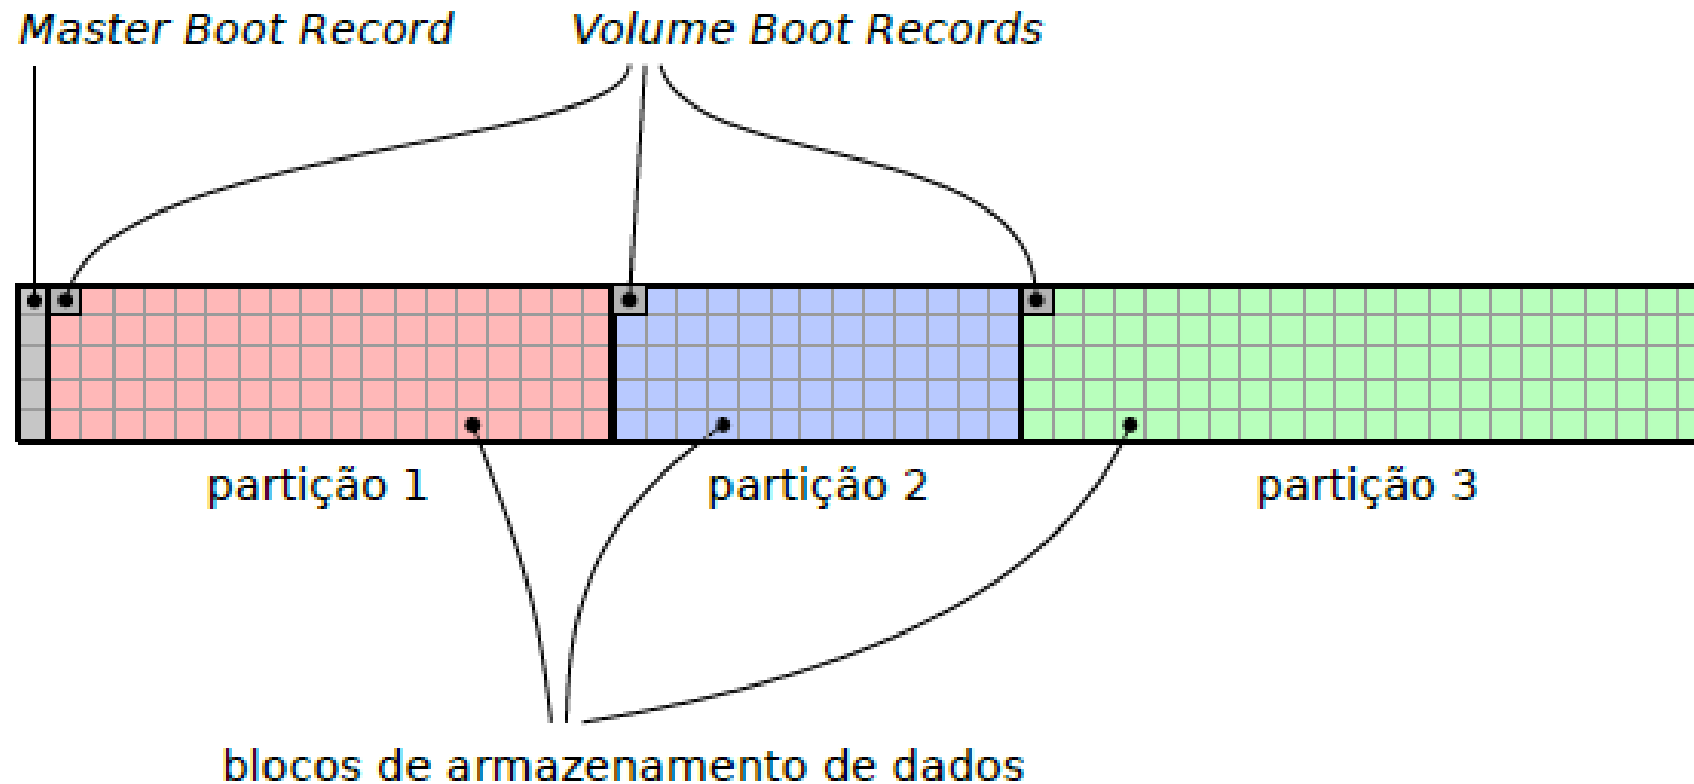 Master Boot Record
Volume Boot Records
partição 1
partição 2
partição 3
blocos de armazenamento de dados